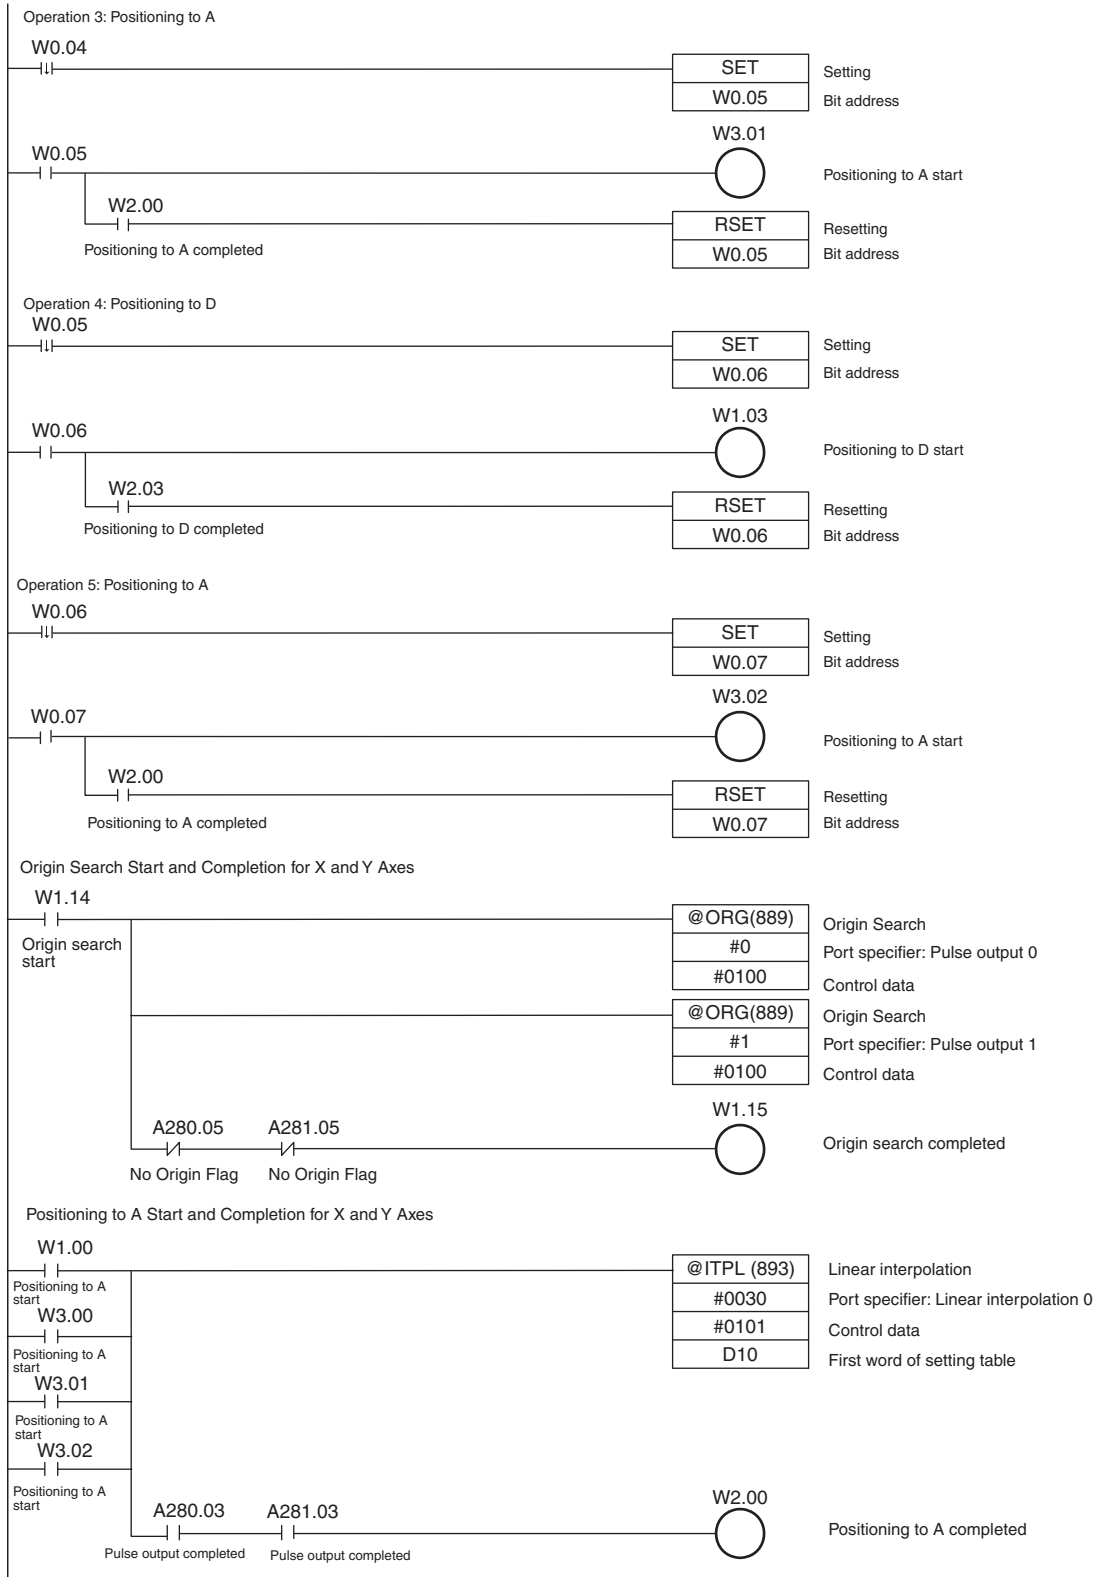 Operation 3: Positioning to A
W0.04
SET
Setting
W0.05
Bit address
W3.01
W0.05
Positioning to A start
W2.00
RSET
Resetting
Positioning to A completed
W0.05
Bit address
Operation 4: Positioning to D
W0.05
SET
Setting
W0.06
Bit address
W1.03
W0.06
Positioning to D start
W2.03
RSET
Resetting
Positioning to D completed
W0.06
Bit address
Operation 5: Positioning to A
W0.06
SET
Setting
W0.07
Bit address
W3.02
W0.07
Positioning to A start
W2.00
RSET
Resetting
Positioning to A completed
W0.07
Bit address
Origin Search Start and Completion for X and Y Axes
W1.14
@ORG(889)
Origin Search
Origin search
start
#0
Port specifier: Pulse output 0
#0100
Control data
@ORG(889)
Origin Search
#1
Port specifier: Pulse output 1
#0100
Control data
W1.15
A280.05
A281.05
Origin search completed
No Origin Flag
No Origin Flag
Positioning to A Start and Completion for X and Y Axes
W1.00
@ITPL (893)
Linear interpolation
Positioning to A
start
#0030
Port specifier: Linear interpolation 0
W3.00
#0101
Control data
Positioning to A
start
D10
First word of setting table
W3.01
Positioning to A
start
W3.02
Positioning to A
start
W2.00
A280.03
A281.03
Positioning to A completed
Pulse output completed
Pulse output completed